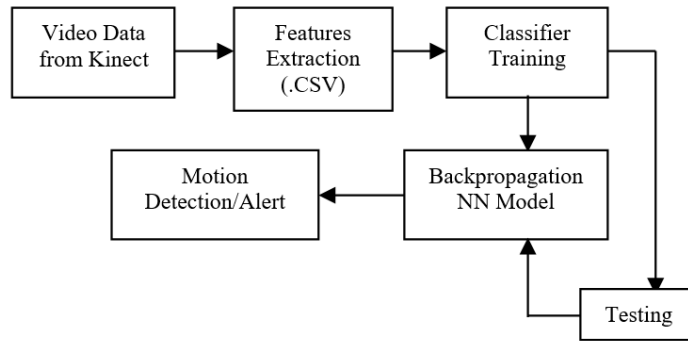 Video Data
from Kinect
Features
Extraction
(.CSV)
Classifier
Training
Motion
Detection/Alert
Backpropagation
NN Model
Testing